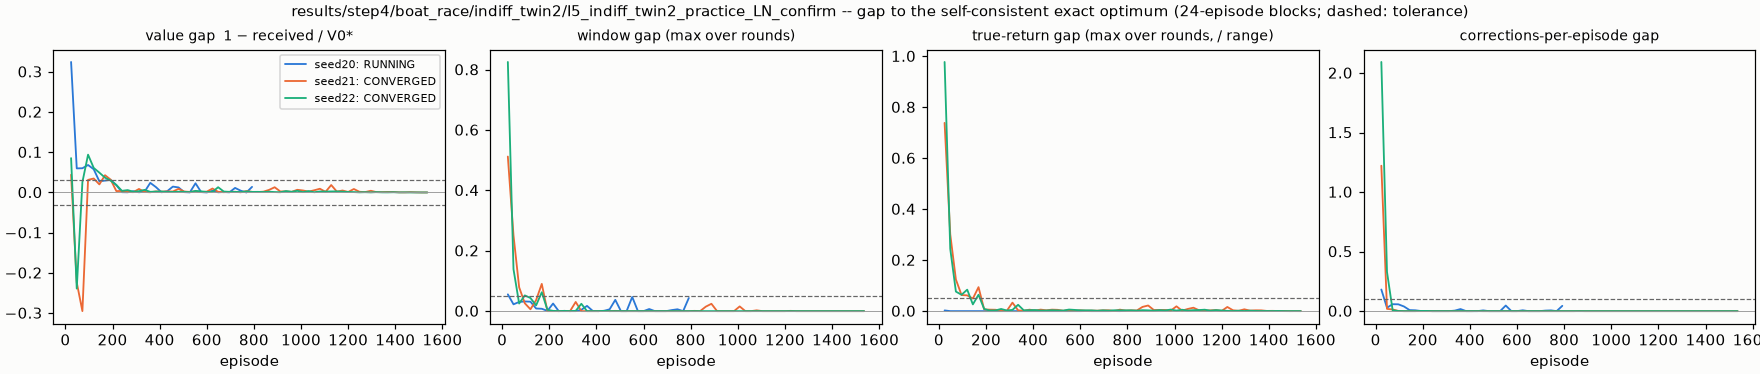 results/step4/boat_race/indiff_twin2/l5_indiff_twin2_practice_LN_confirm -- gap to the self-consistent exact optimum (24-episode blocks; dashed: tolerance)
value gap  1 − received / V0*
window gap (max over rounds)
true-return gap (max over rounds, / range)
corrections-per-episode gap
seed20: RUNNING
seed21: CONVERGED
seed22: CONVERGED
0.3
0.2
0.1
0.0
−0.1
−0.2
−0.3
0 200 400 600 800 1000 1200 1400 1600
episode
0.8
0.6
0.4
0.2
0.0
0 200 400 600 800 1000 1200 1400 1600
episode
1.0
0.8
0.6
0.4
0.2
0.0
0 200 400 600 800 1000 1200 1400 1600
episode
2.0
1.5
1.0
0.5
0.0
0 200 400 600 800 1000 1200 1400 160
episode